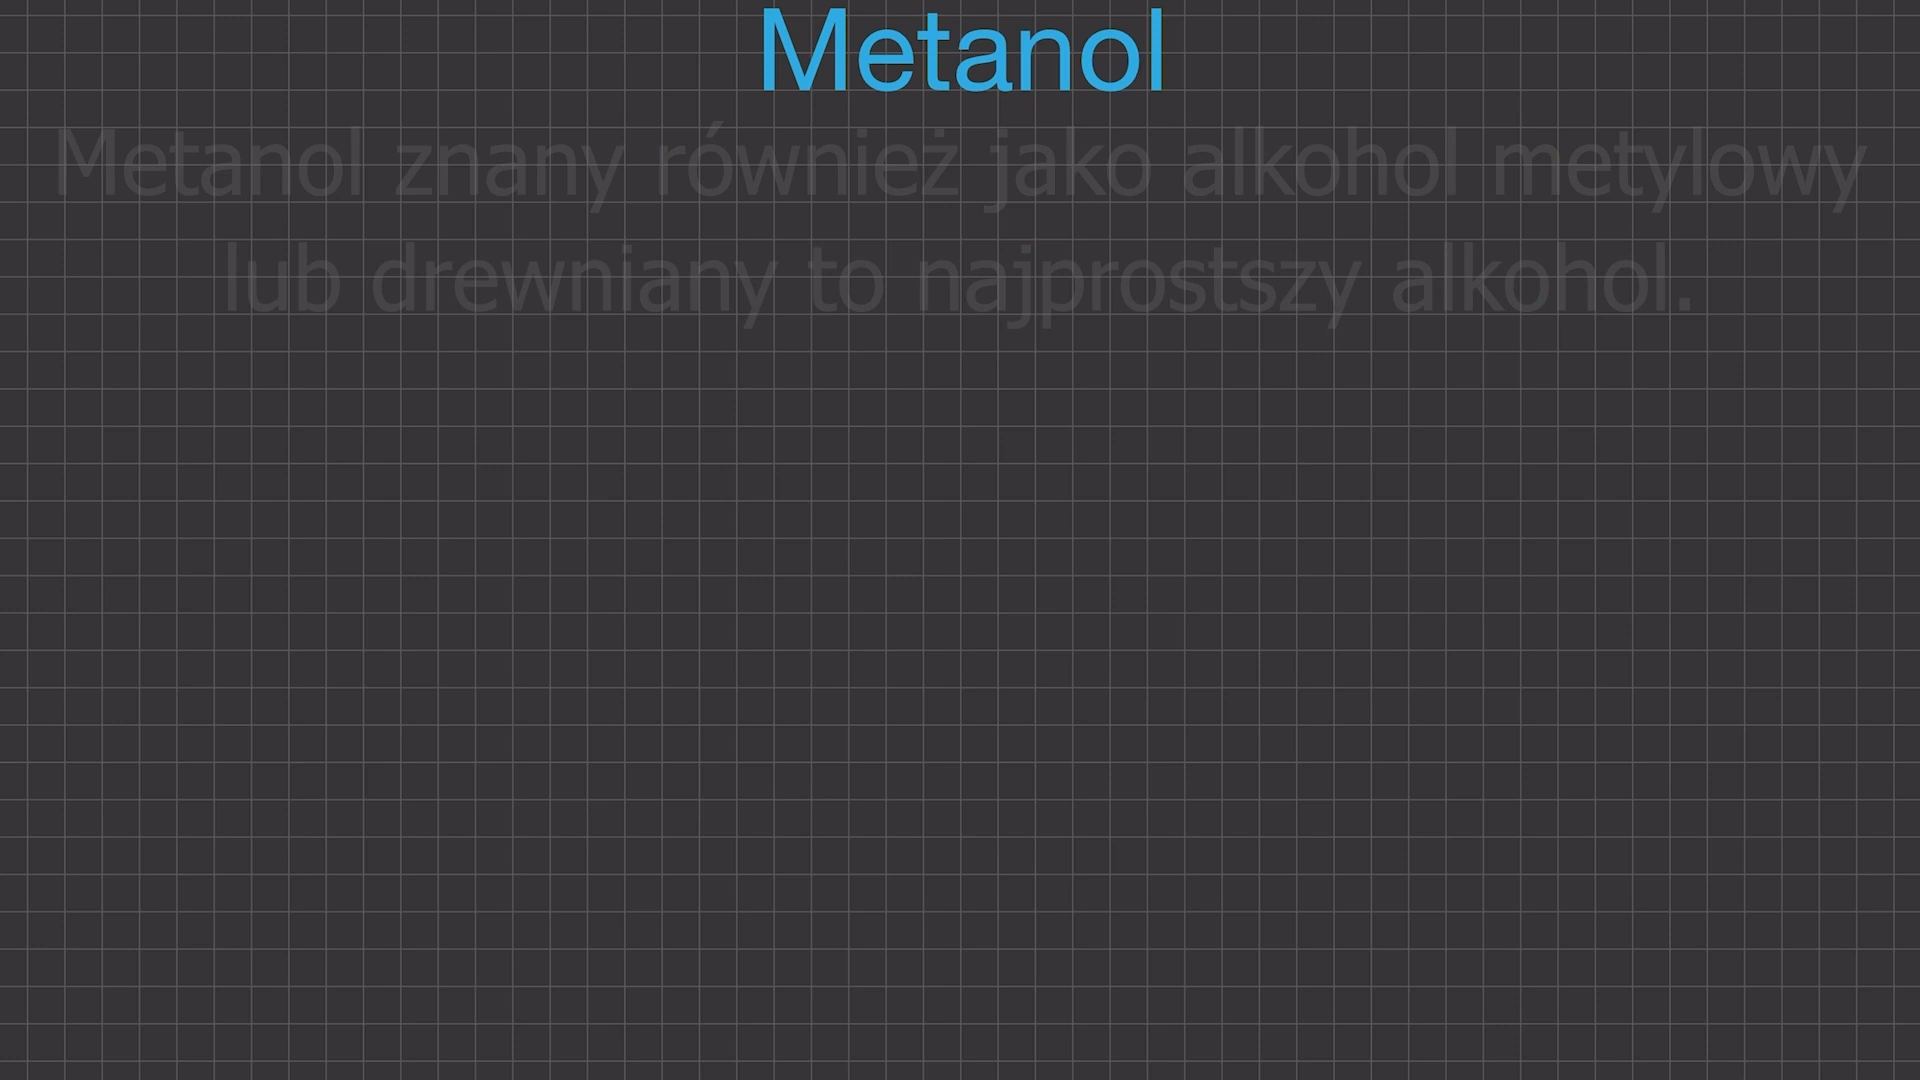 Metanol
Metanol znany również jako alkohol metylowy
lub drewniany to najprostszy alkohol.